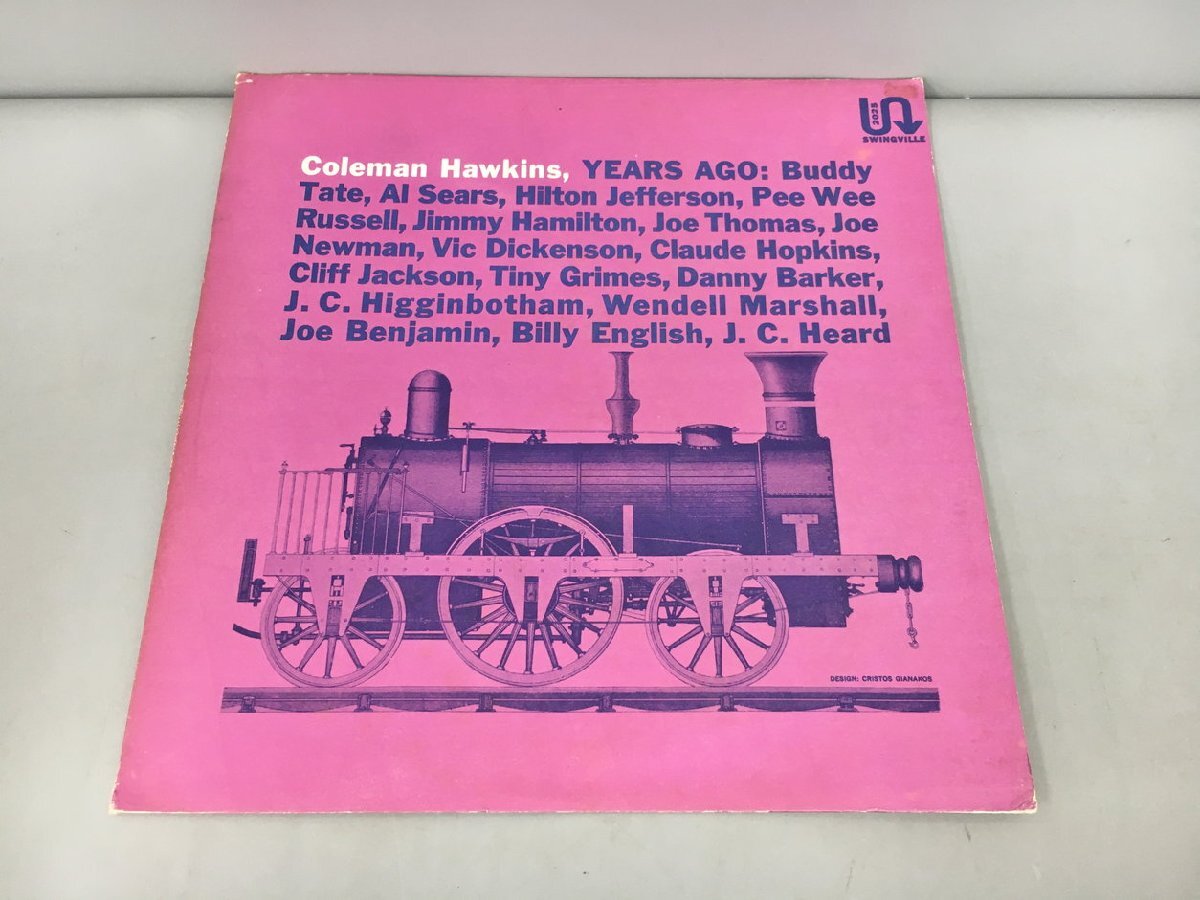 2025
SWINGVILLE
Coleman Hawkins, YEARS AGO: Buddy
Tate, Al Sears, Hilton Jefferson, Pee Wee
Russell, Jimmy Hamilton, Joe Thomas, Joe
Newman, Vic Dickenson, Claude Hopkins,
Cliff Jackson, Tiny Grimes, Danny Barker,
J. C. Higginbotham, Wendell Marshall,
Joe Benjamin, Billy English, J. C. Heard
DESIGN: CRISTOS GIANAKOS